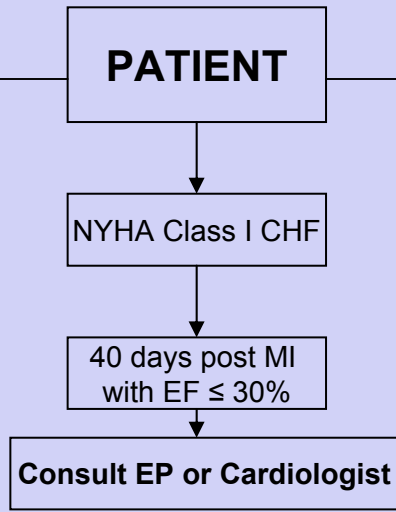 PATIENT
NYHA Class I CHF
40 days post MI
with EF ≤ 30%
Consult EP or Cardiologist